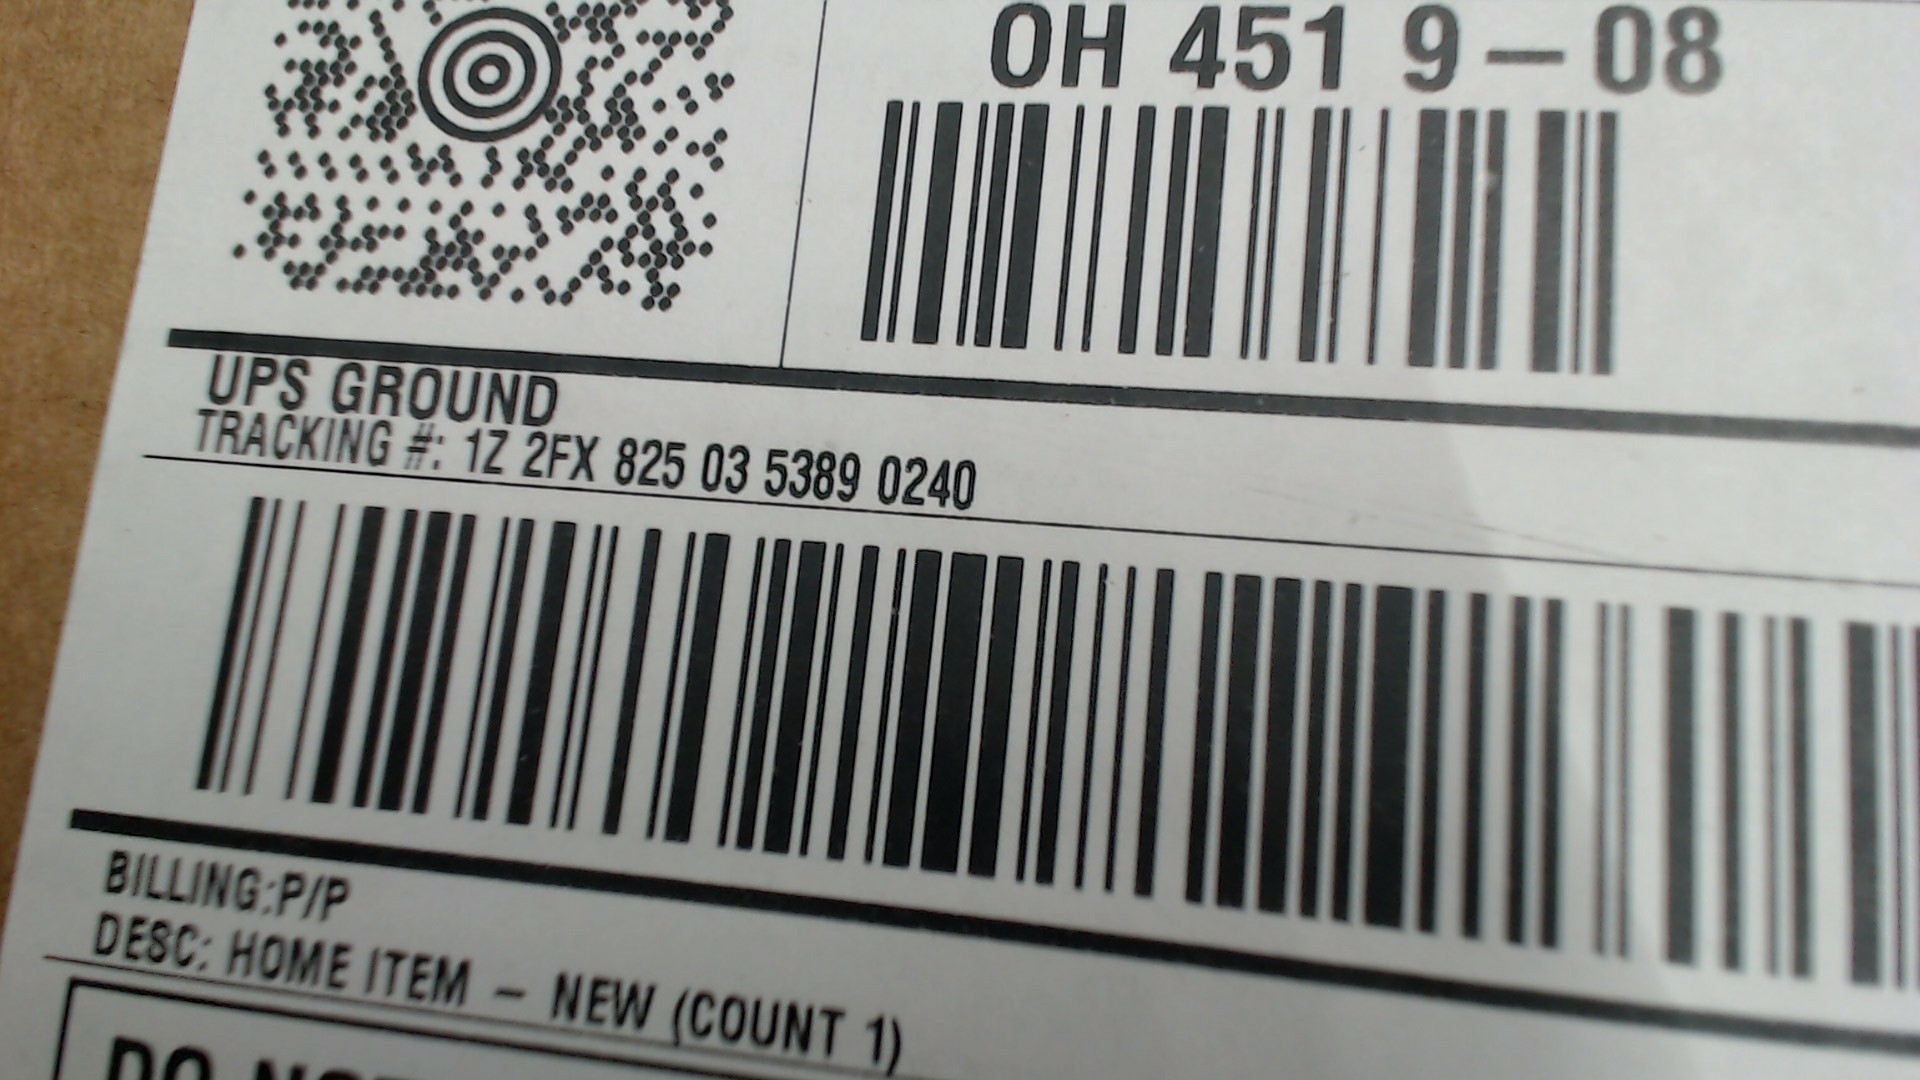 OH 451 9-08
UPS GROUND
TRACKING #: 1Z 2FX 825 03 5389 0240
BILLING:P/P
DESC: HOME ITEM - NEW (COUNT 1)
DO